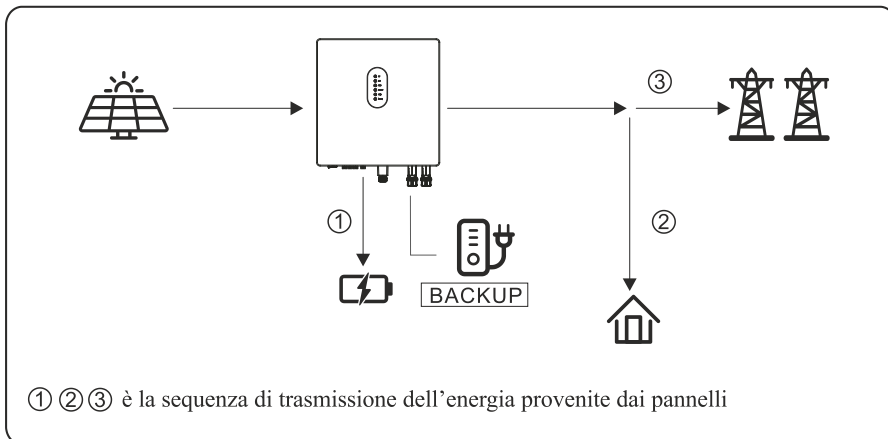 ③
① ②
BACKUP
① ② ③ è la sequenza di trasmissione dell’energia provenite dai pannelli